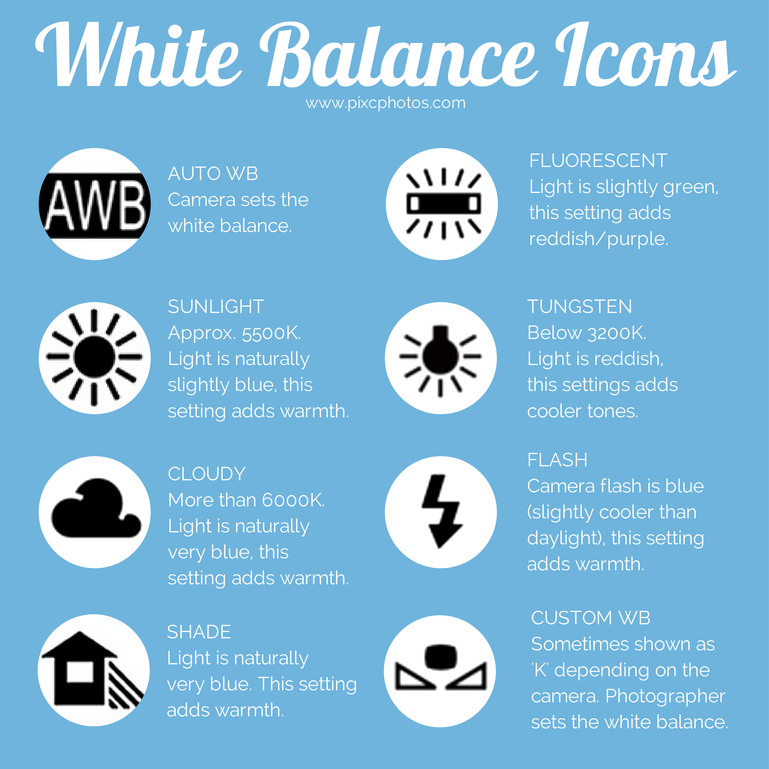 White Balance Icons
www.pixcphotos.com
AWB
AUTO WB
Camera sets the
white balance.
FLUORESCENT
Light is slightly green,
this setting adds
reddish/purple.
SUNLIGHT
Approx. 5500K.
Light is naturally
slightly blue, this
setting adds warmth.
TUNGSTEN
Below 3200K.
Light is reddish,
this settings adds
cooler tones.
CLOUDY
More than 6000K.
Light is naturally
very blue, this
setting adds warmth.
FLASH
Camera flash is blue
(slightly cooler than
daylight), this setting
adds warmth.
SHADE
Light is naturally
very blue. This setting
adds warmth.
CUSTOM WB
Sometimes shown as
'K' depending on the
camera. Photographer
sets the white balance.